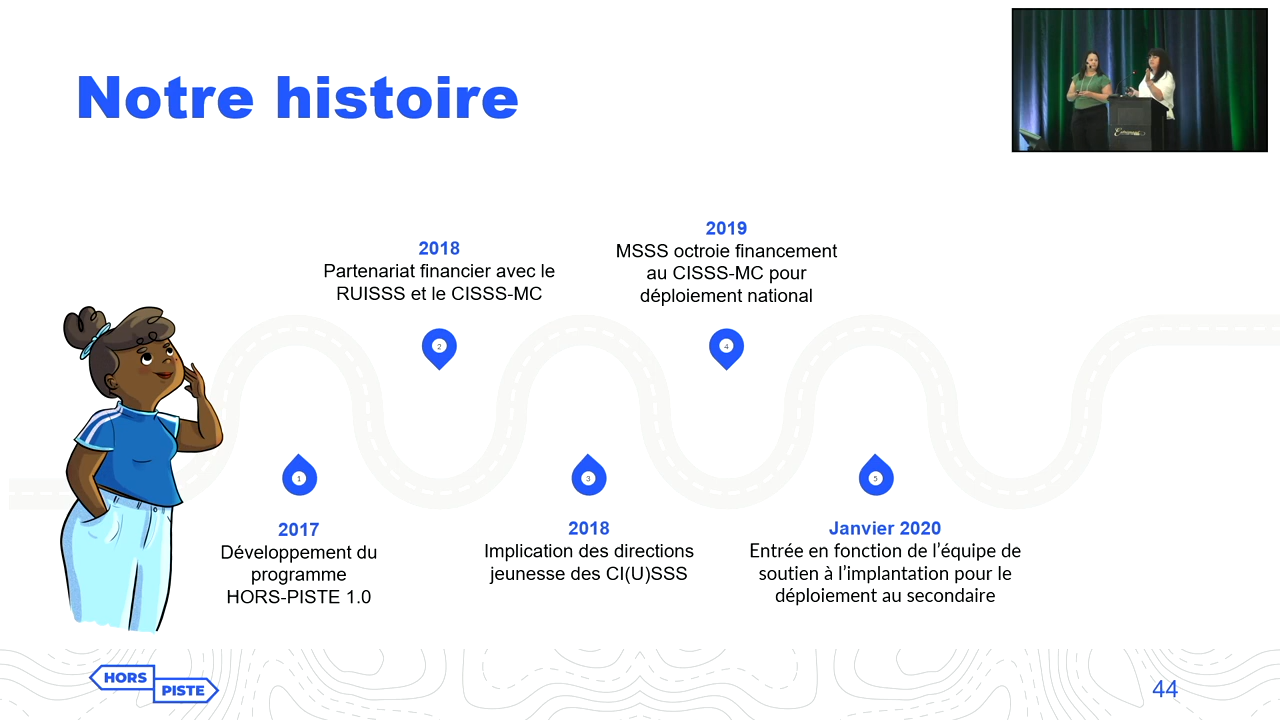 Notre histoire
2018
Partenariat financier avec le
RUISSS et le CISSS-MC
2019
MSSS octroie financement
au CISSS-MC pour
déploiement national
2
4
1
3
5
2017
Développement du
programme
HORS-PISTE 1.0
2018
Implication des directions
jeunesse des CI(U)SSS
Janvier 2020
Entrée en fonction de l’équipe de
soutien à l’implantation pour le
déploiement au secondaire
HORS
PISTE
44